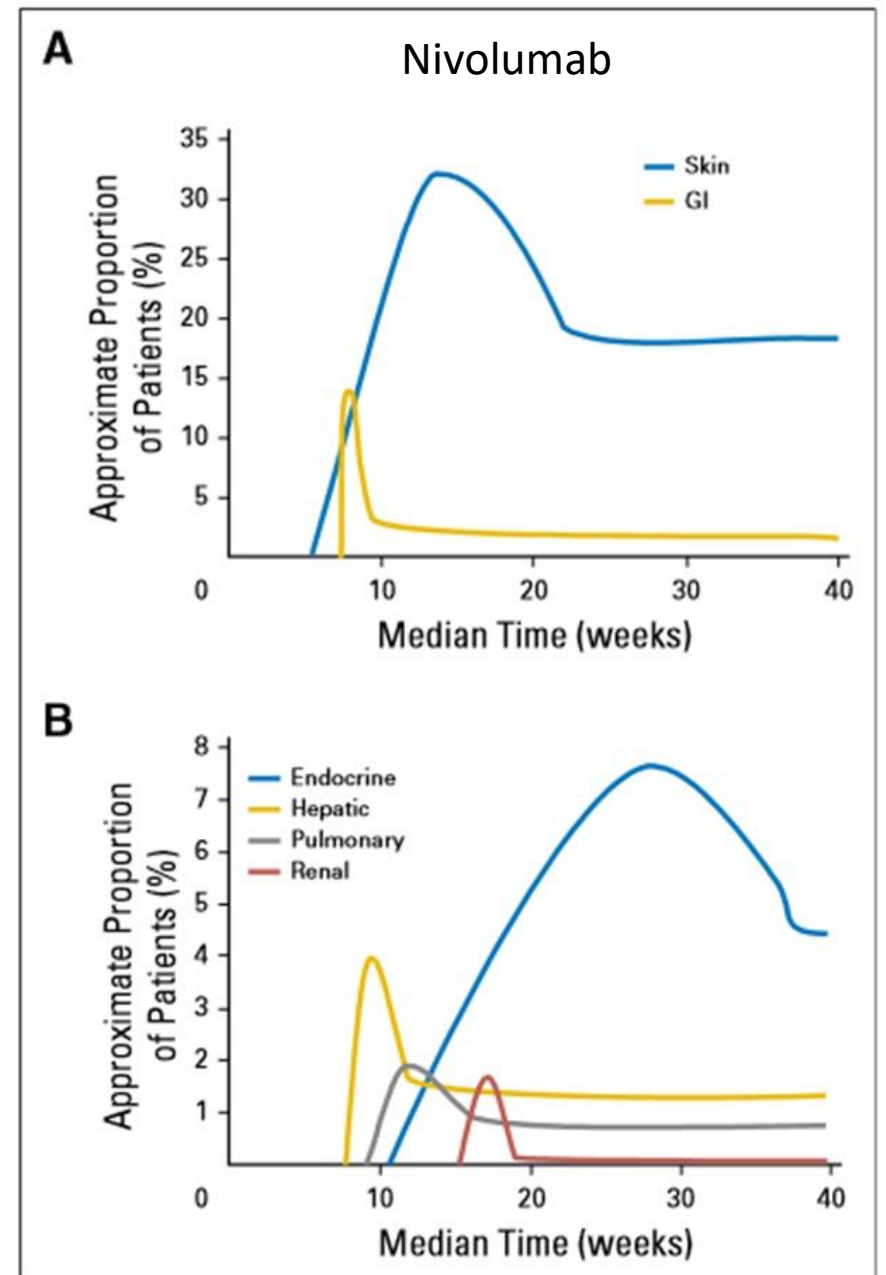 A
Nivolumab
Approximate Proportion
of Patients (%)
35
30
25
20
15
10
5
0
Skin
GI
10 20 30 40
Median Time (weeks)
B
Approximate Proportion
of Patients (%)
8
7
6
5
4
3
2
1
0
Endocrine
Hepatic
Pulmonary
Renal
10 20 30 40
Median Time (weeks)